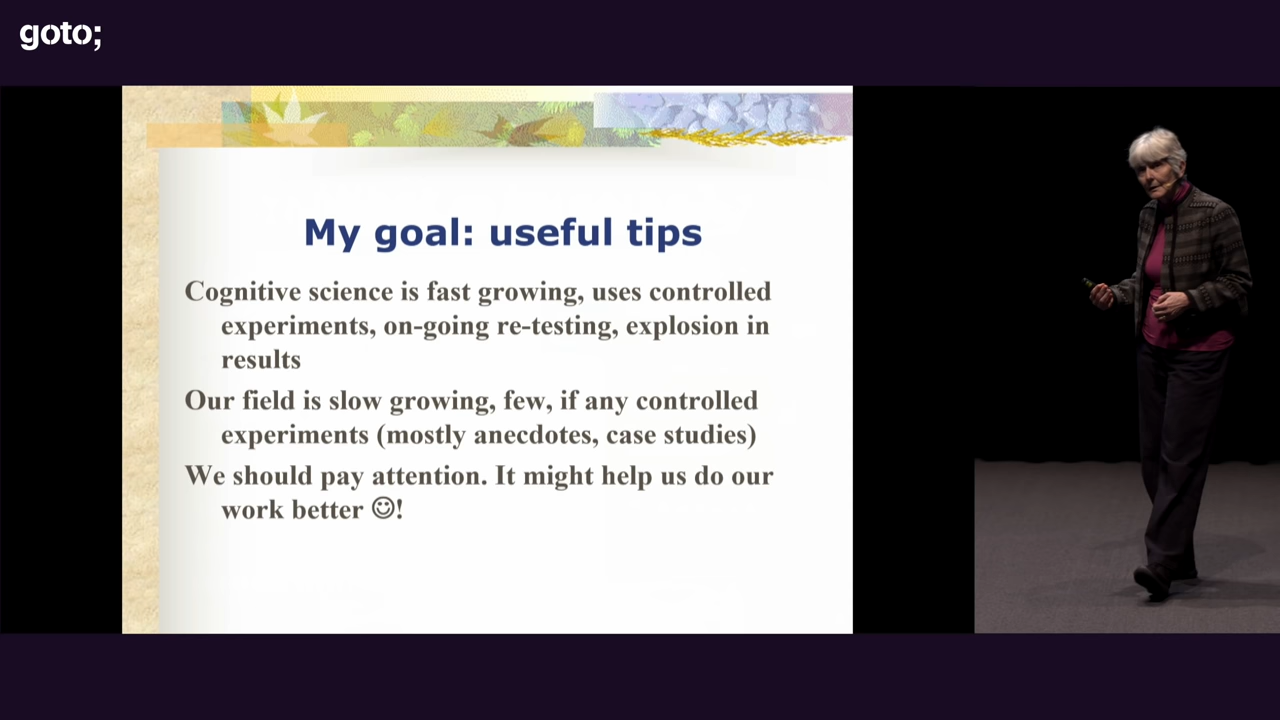 goto;
My goal: useful tips
Cognitive science is fast growing, uses controlled
experiments, on-going re-testing, explosion in
results
Our field is slow growing, few, if any controlled
experiments (mostly anecdotes, case studies)
We should pay attention. It might help us do our
work better ☺!